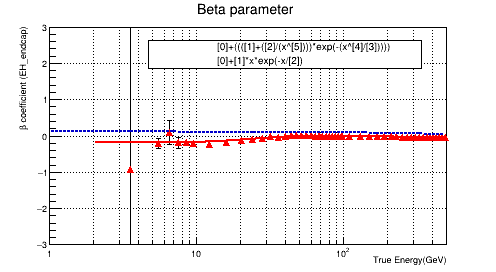 Beta parameter
β coefficient (EH_endcap)
[0]+((([1]+([2]/(x^[5])))*exp(-(x^[4]/[3]))))
[0]+[1]*x*exp(-x/[2])
3
2
1
0
−1
−2
−3
1
10
10²
True Energy(GeV)